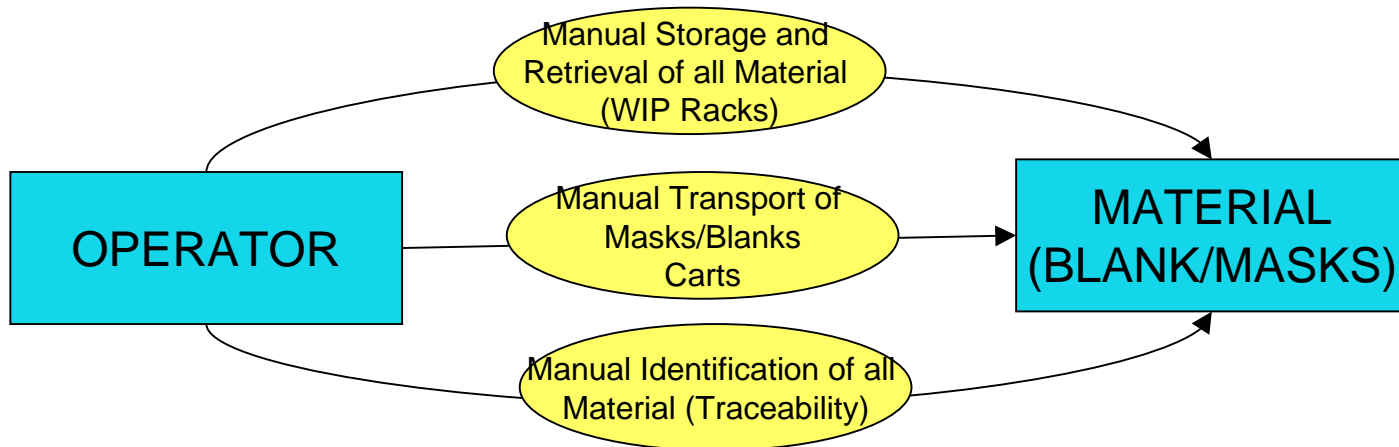 Manual Storage and
Retrieval of all Material
(WIP Racks)
OPERATOR
Manual Transport of
Masks/Blanks
Carts
MATERIAL
(BLANK/MASKS)
Manual Identification of all
Material (Traceability)